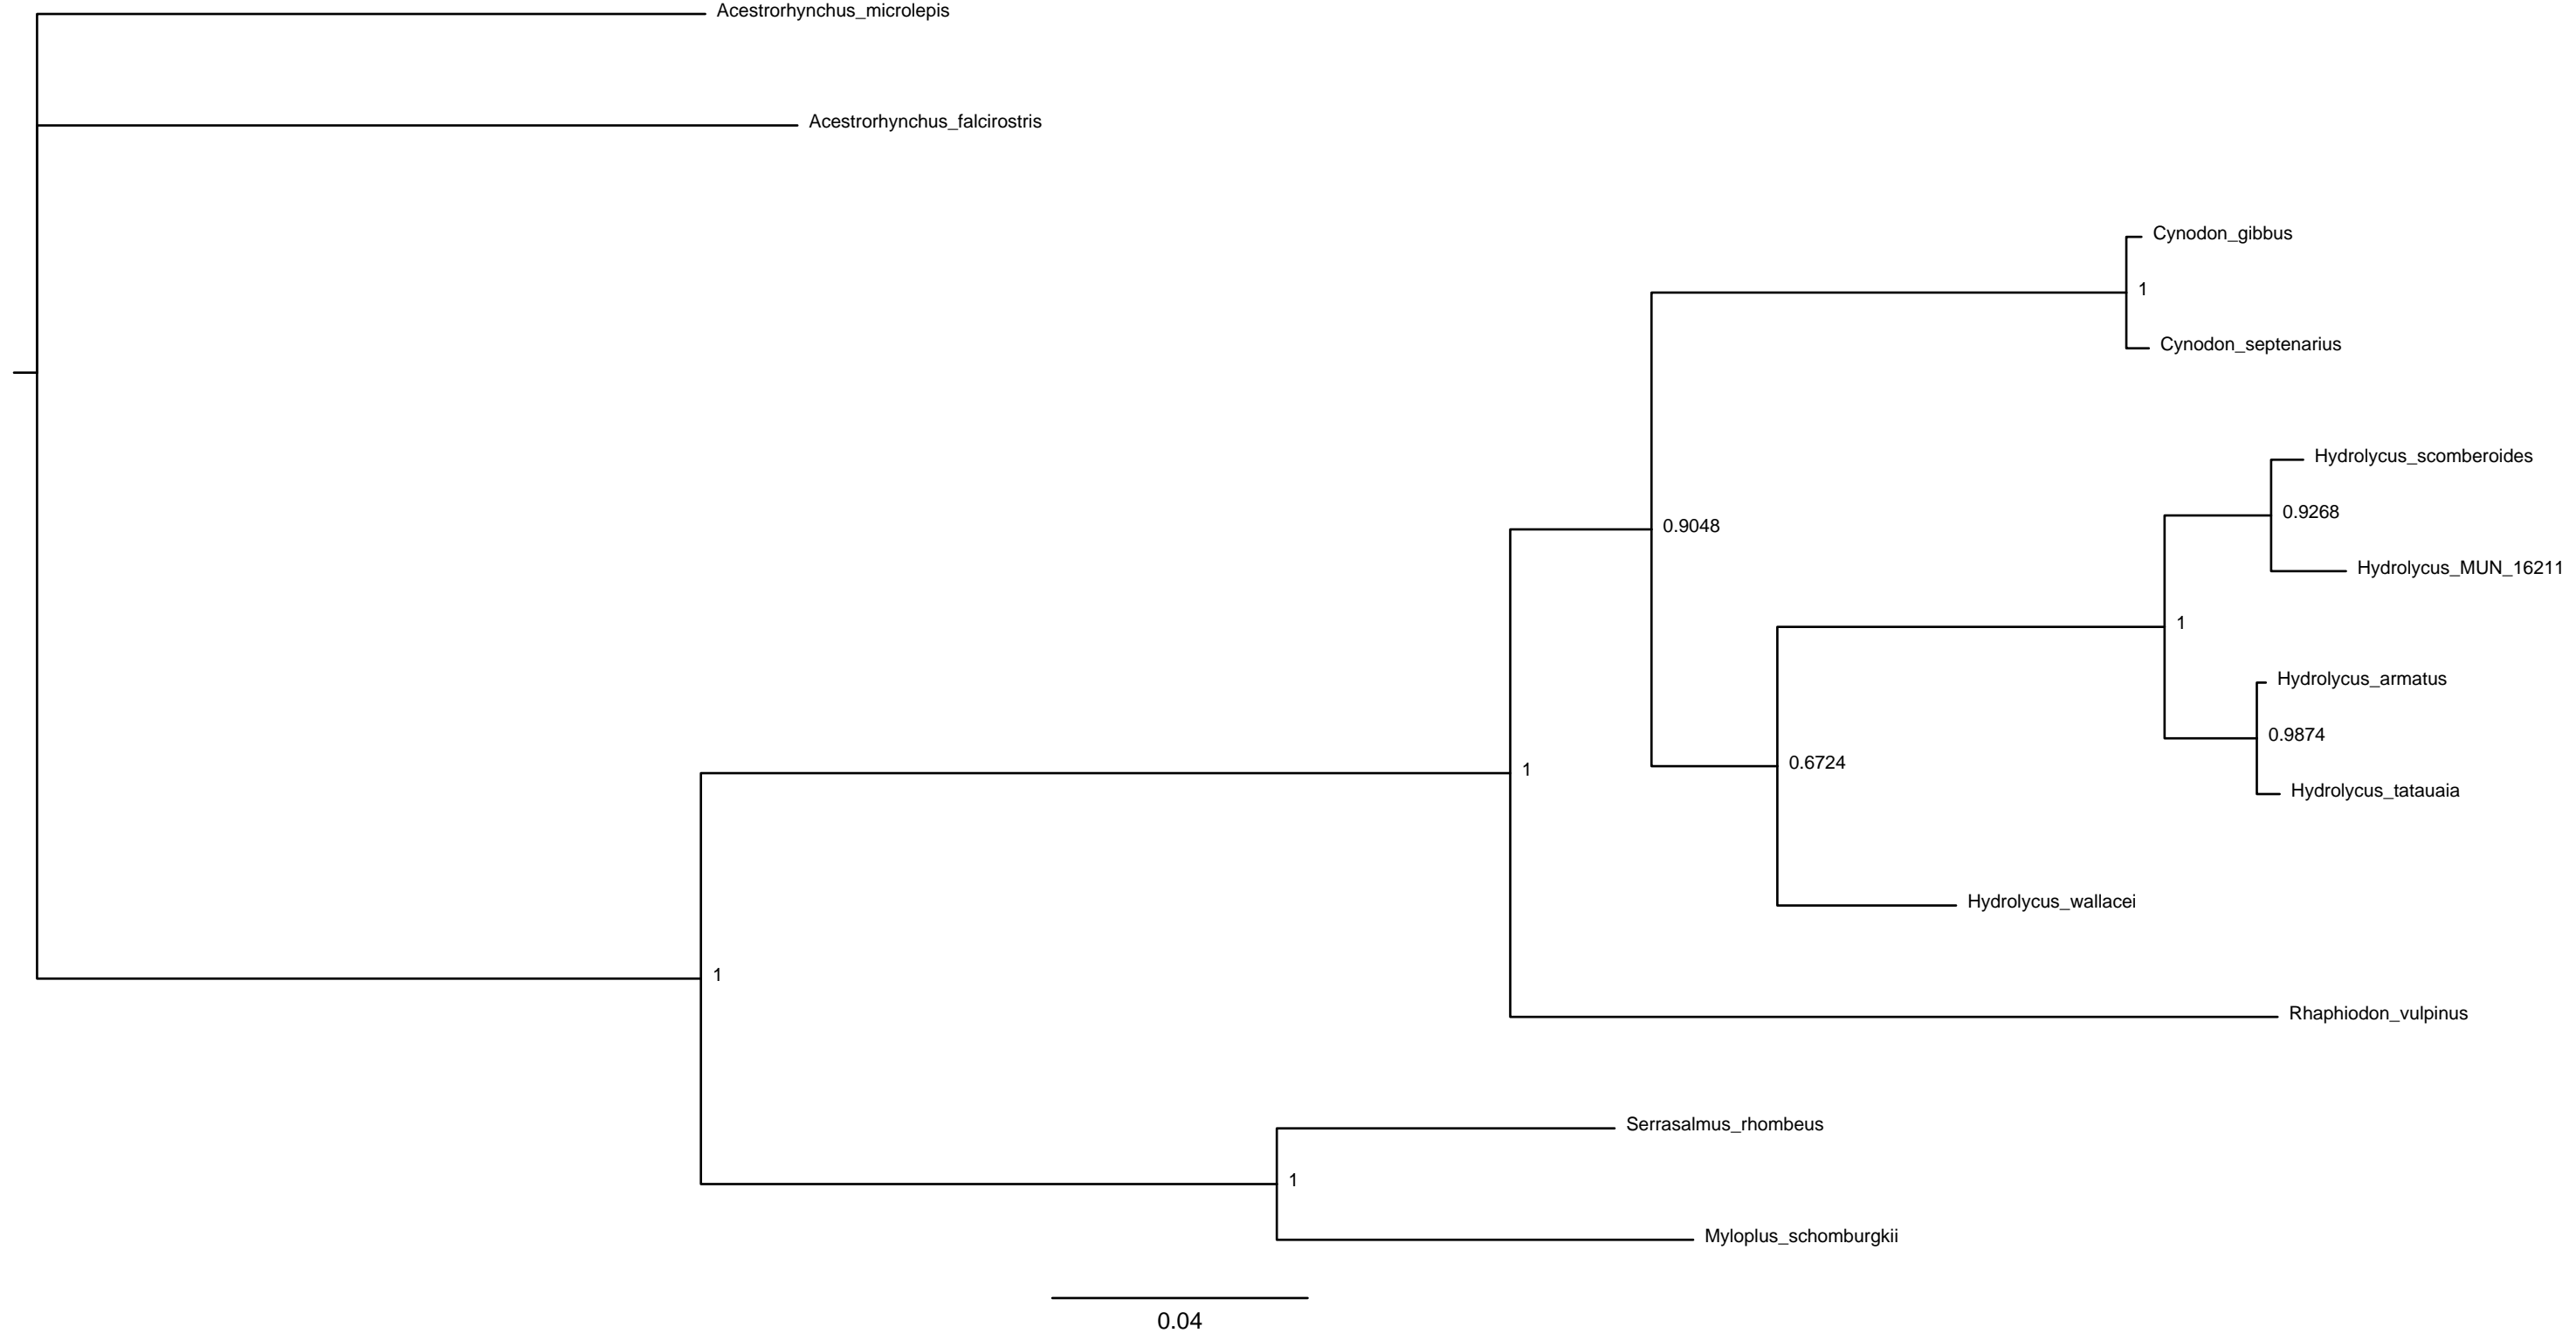 Acestrorhynchus_microlepis
Acestrorhynchus_falcirostris
Cynodon_gibbus
1
Cynodon_septenarius
Hydrolycus_scomberoides
0.9268
0.9048
Hydrolycus_MUN_16211
1
Hydrolycus_armatus
0.9874
0.6724
1
Hydrolycus_tatauaia
Hydrolycus_wallacei
1
Rhaphiodon_vulpinus
Serrasalmus_rhombeus
1
Myloplus_schomburgkii
0.04